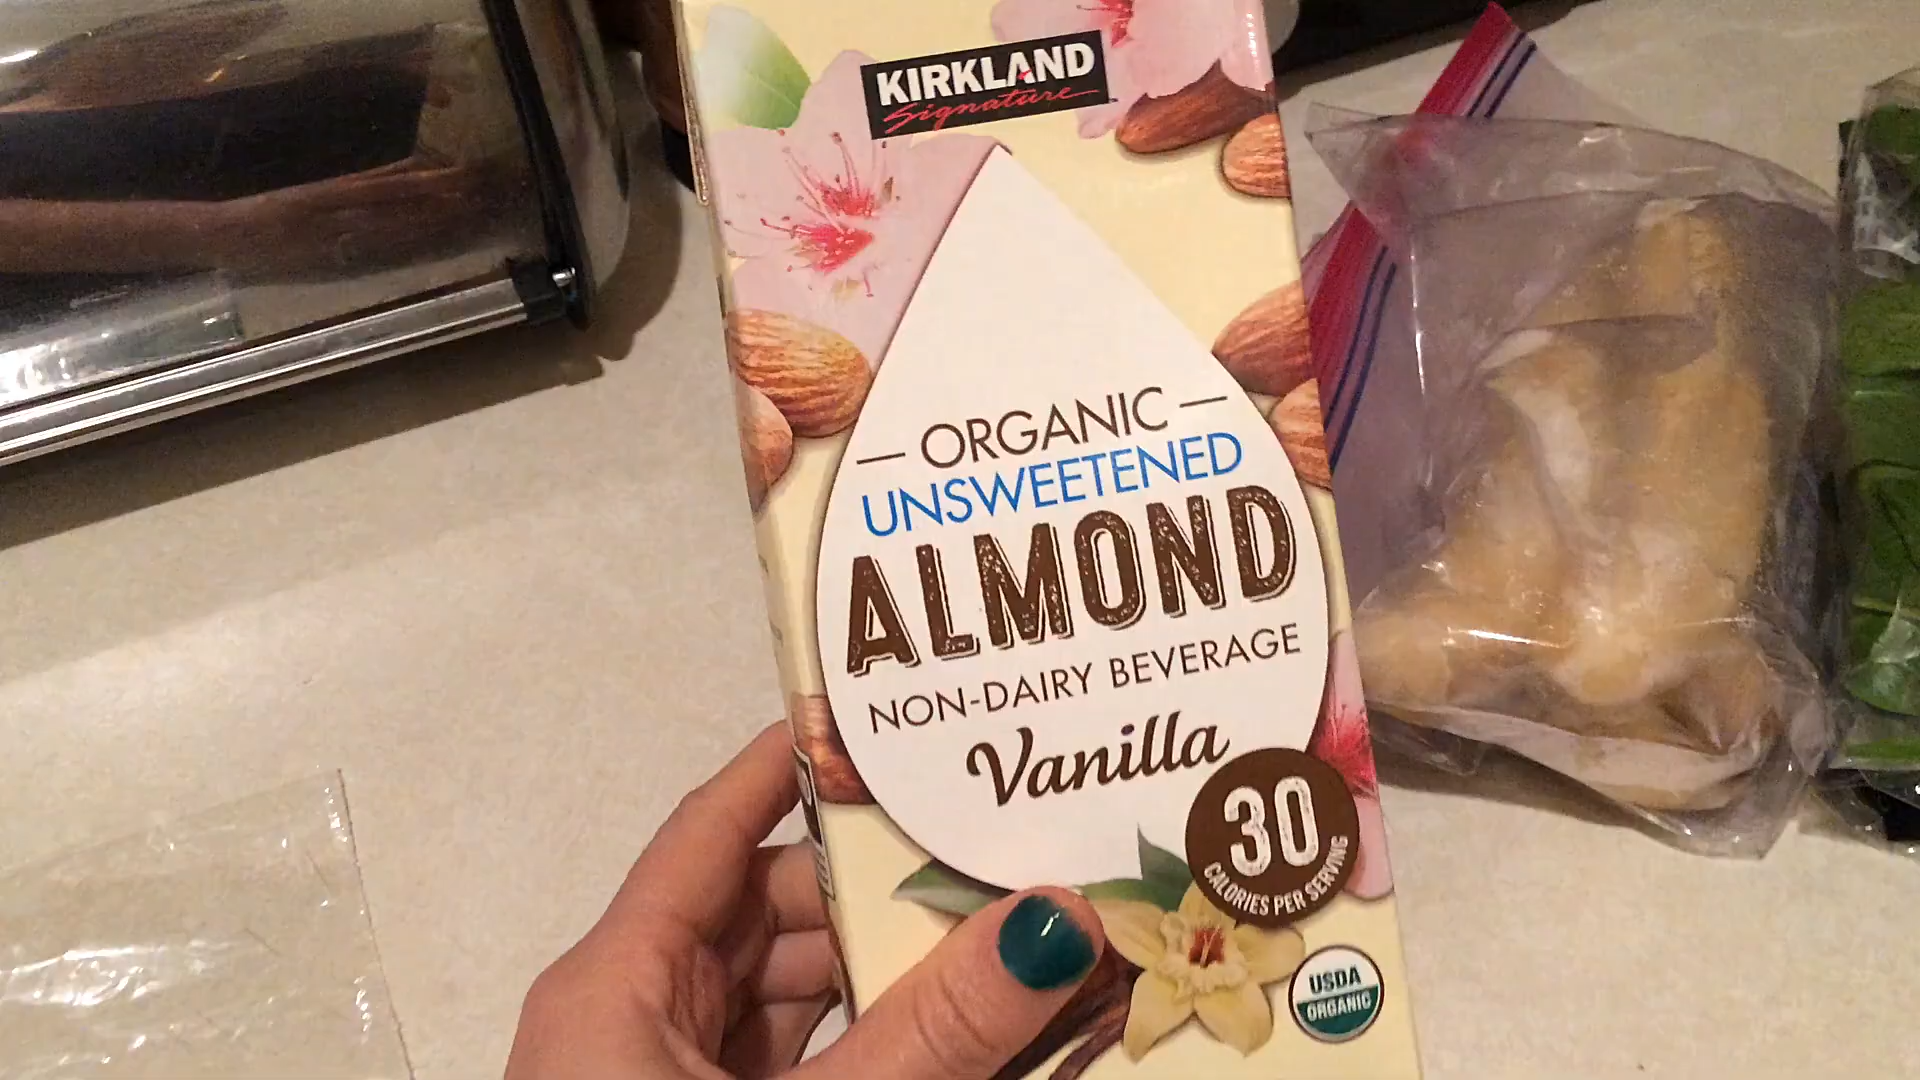 KIRKLAND
Signature
— ORGANIC —
UNSWEETENED
ALMOND
NON-DAIRY BEVERAGE
Vanilla
30
CALORIES PER SERVING
USDA
ORGANIC